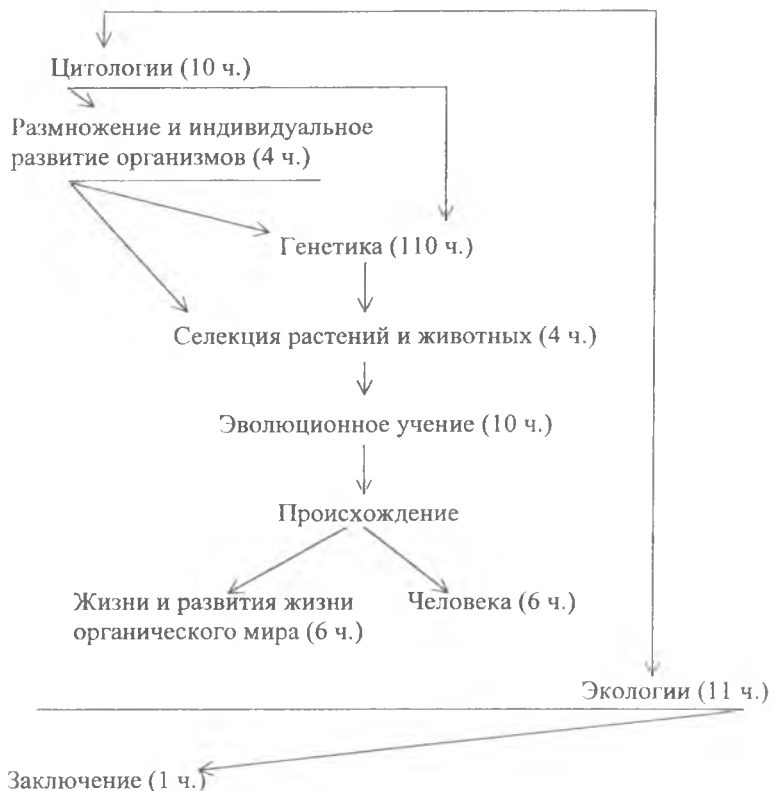 Цитологии (10 ч.)
Размножение и индивидуальное
развитие организмов (4 ч.)
Генетика (110 ч.)
Селекция растений и животных (4 ч.)
Эволюционное учение (10 ч.)
Происхождение
Жизни и развития жизни
органического мира (6 ч.)
Человека (6 ч.)
Экологии (11 ч.)
Заключение (1 ч.)